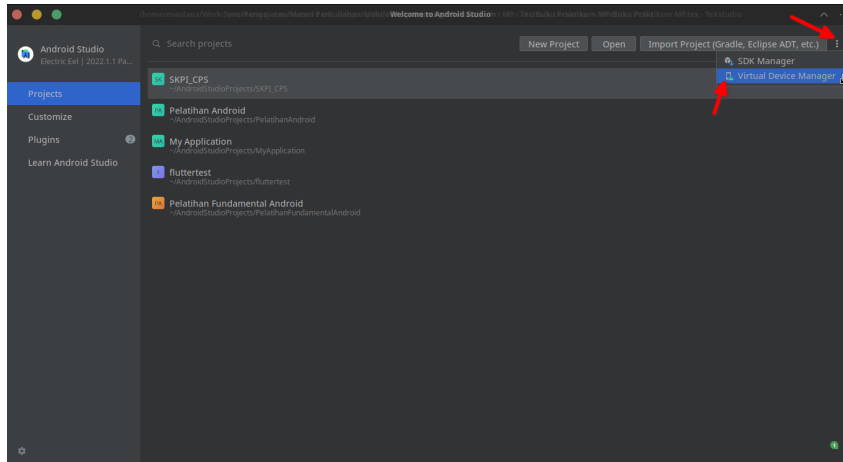 Welcome to Android Studio
Android Studio
Electric Eel | 2022.1.1 Pa...
Search projects
New Project
Open
Import Project (Gradle, Eclipse ADT, etc.)
SDK Manager
Virtual Device Manager
Projects
Customize
Plugins
2
Learn Android Studio
SK
SKPI_CPS
~/AndroidStudioProjects/SKPI_CPS
PA
Pelatihan Android
~/AndroidStudioProjects/PelatihanAndroid
MA
My Application
~/AndroidStudioProjects/MyApplication
F
fluttertest
~/AndroidStudioProjects/fluttertest
PA
Pelatihan Fundamental Android
~/AndroidStudioProjects/PelatihanFundamentalAndroid